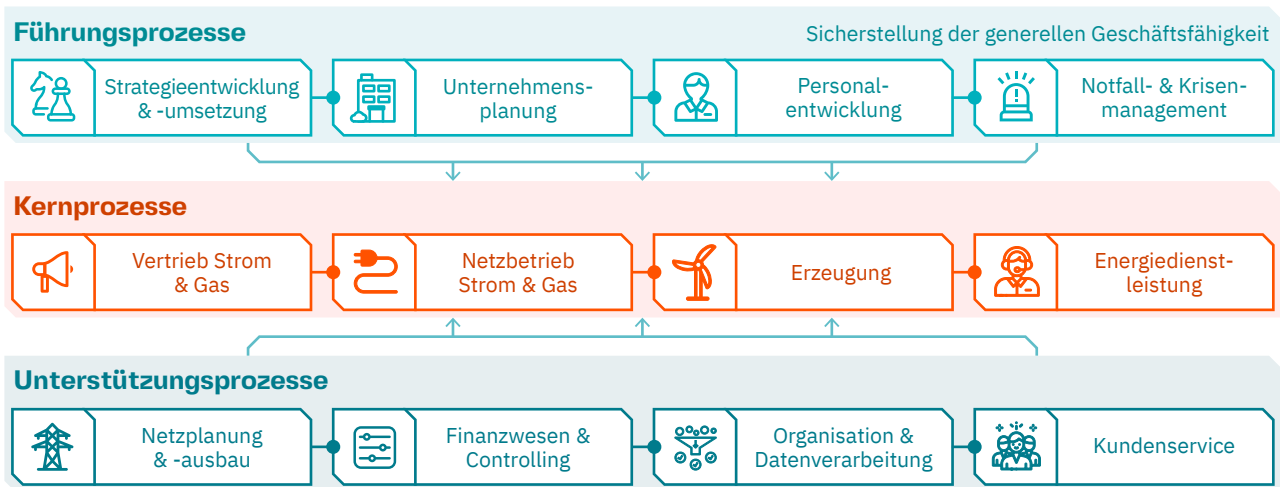 Führungsprozesse
Sicherstellung der generellen Geschäftsfähigkeit
Strategieentwicklung
& -umsetzung
Unternehmens-
planung
Personal-
entwicklung
Notfall- & Krisen-
management
Kernprozesse
Vertrieb Strom
& Gas
Netzbetrieb
Strom & Gas
Erzeugung
Energiedienst-
leistung
Unterstützungsprozesse
Netzplanung
& -ausbau
Finanzwesen &
Controlling
Organisation &
Datenverarbeitung
Kundenservice